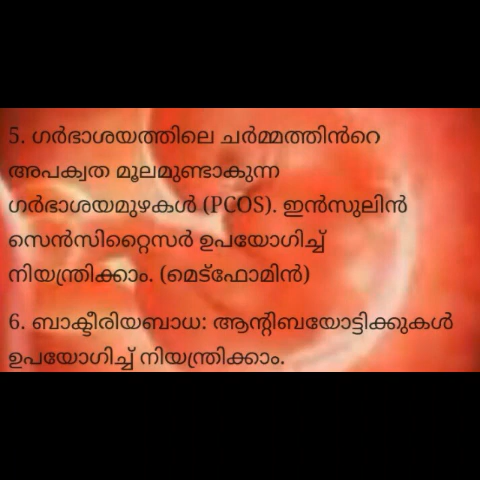 5. ഗർഭാശയത്തിലെ ചർമ്മത്തിൻറെ
അപക്വത മൂലമുണ്ടാകുന്ന
ഗർഭാശയമുഴകൾ (PCOS). ഇൻസുലിൻ
സെൻസിറ്റൈസർ ഉപയോഗിച്ച്
നിയന്ത്രിക്കാം. (മെട്ഫോമിൻ)
6. ബാക്ടീരിയബാധ: ആന്റിബയോട്ടിക്കുകൾ
ഉപയോഗിച്ച് നിയന്ത്രിക്കാം.